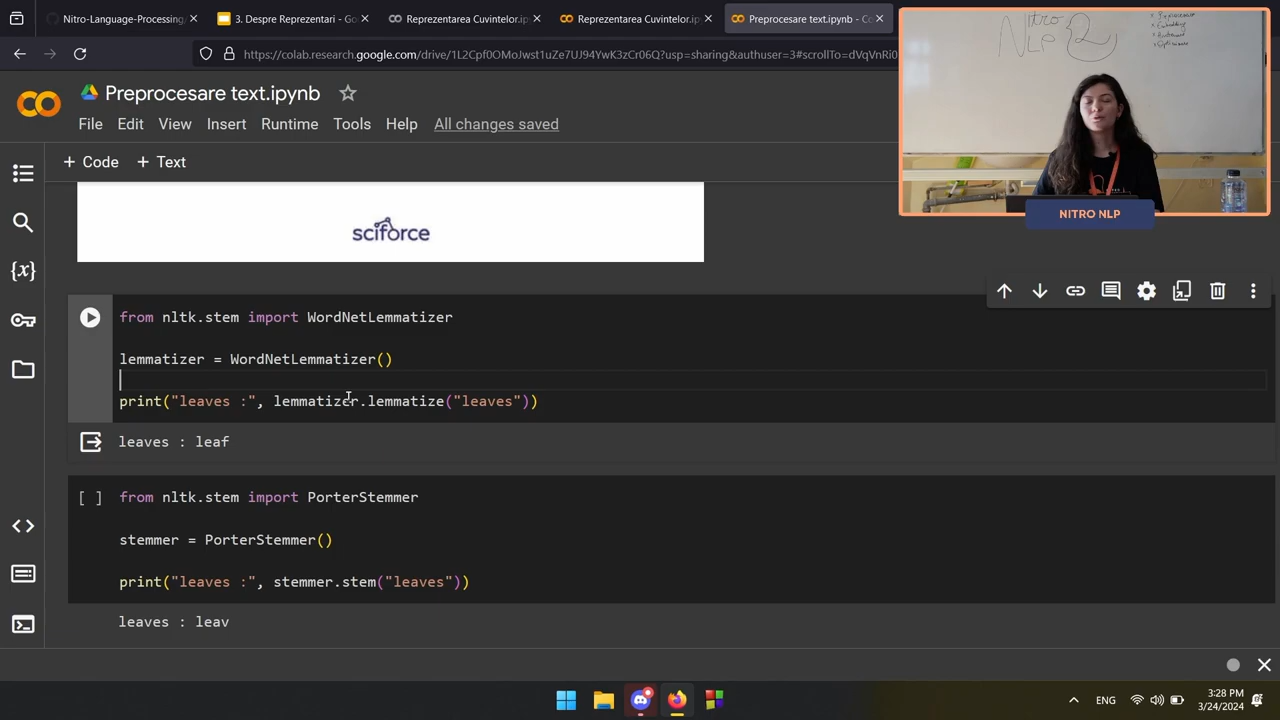 Nitro-Language-Processing/
3. Despre Reprezentari - Go
Reprezentarea Cuvintelor.ip
Preprocesare text.ipynb - Co
https://colab.research.google.com/drive/1L2CpI0OMoJwst1uZe7UJ94YwK3zCr06Q?usp=sharing&authuser=3#scrollTo=dVqVnRi0
Preprocesare text.ipynb
File Edit View Insert Runtime Tools Help All changes saved
+ Code + Text
Nitro
NLP 2
NITRO NLP
sciforce
from nltk.stem import WordNetLemmatizer
lemmatizer = WordNetLemmatizer()
print("leaves :", lemmatizer.lemmatize("leaves"))
leaves : leaf
[ ] from nltk.stem import PorterStemmer
stemmer = PorterStemmer()
print("leaves :", stemmer.stem("leaves"))
leaves : leav
ENG
3:28 PM
3/24/2024